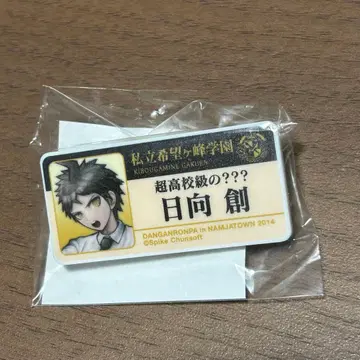 私立希望ヶ峰学園
KIBOUGAMINE GAKUEN
超高校級の???
日向 創
DANGANRONPA in NAMJATOWN 2014
©Spike Chunsoft